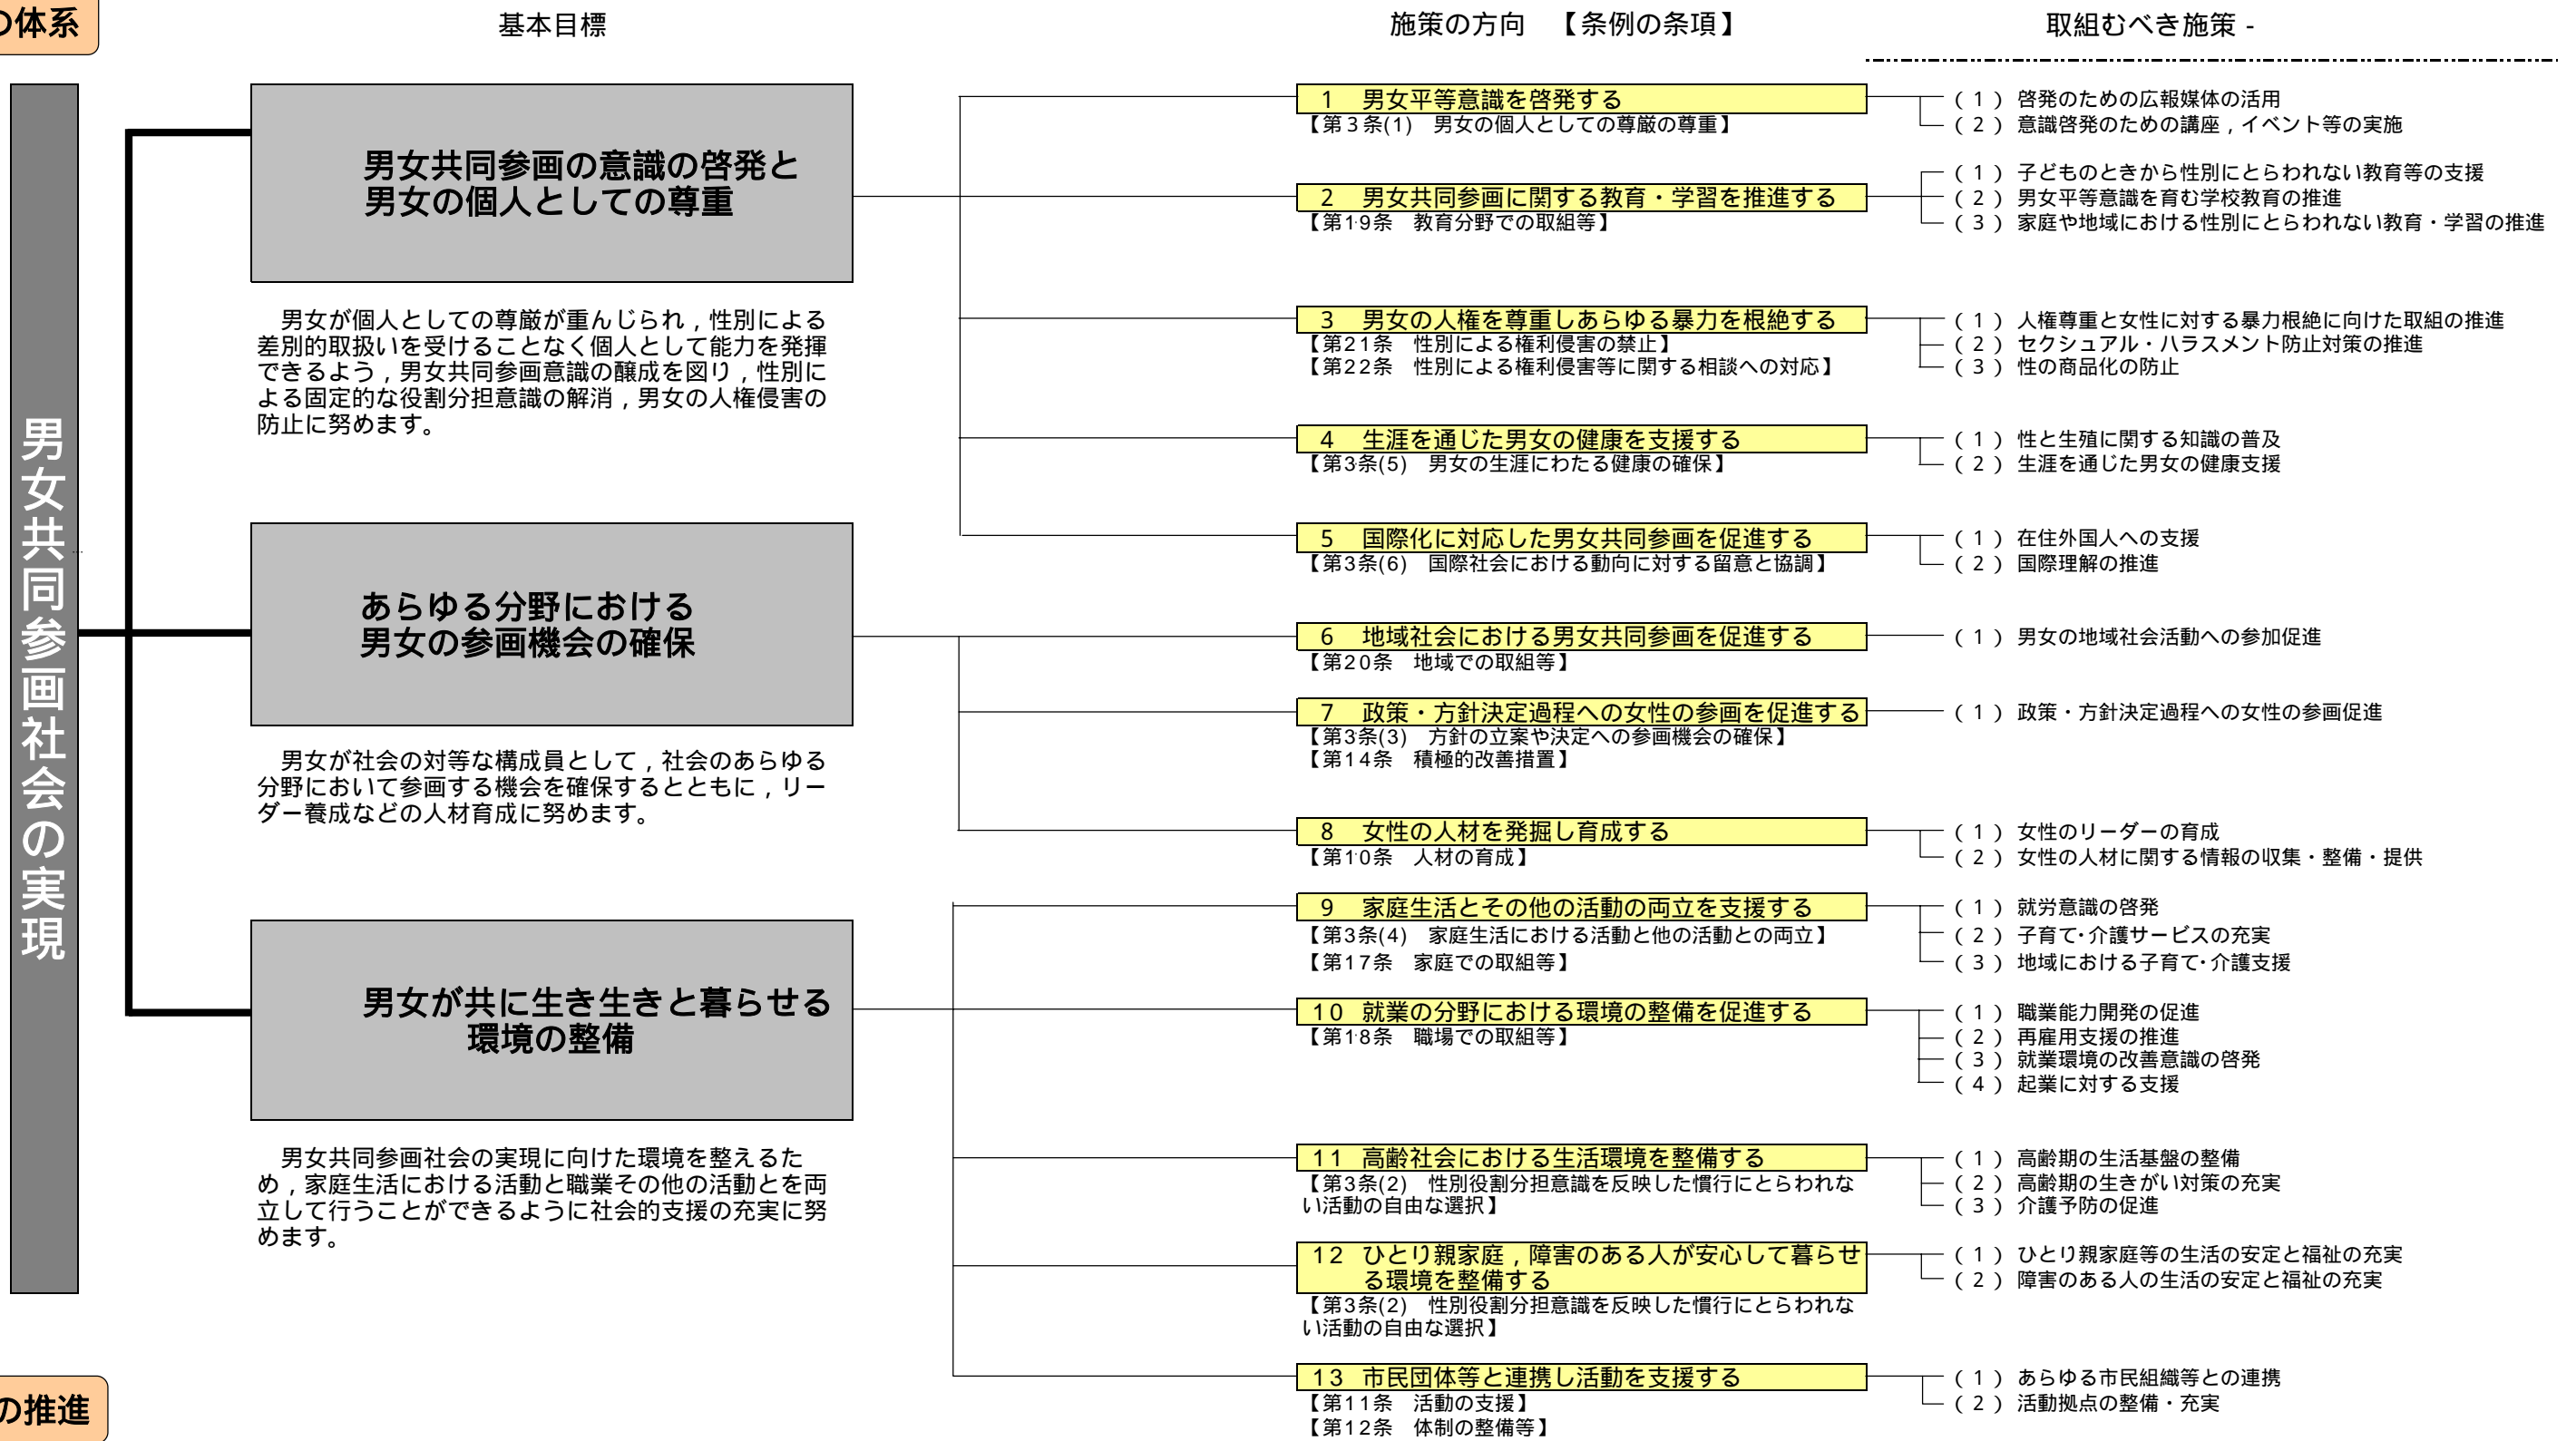 の体系
基本目標
施策の方向 【条例の条項】
取組むべき施策 -
男女共同参画社会の実現
男女共同参画の意識の啓発と
男女の個人としての尊重
男女が個人としての尊厳が重んじられ，性別による
差別的取扱いを受けることなく個人として能力を発揮
できるよう，男女共同参画意識の醸成を図り，性別に
よる固定的な役割分担意識の解消，男女の人権侵害の
防止に努めます。
1 男女平等意識を啓発する
【第３条(1) 男女の個人としての尊厳の尊重】
(1) 啓発のための広報媒体の活用
(2) 意識啓発のための講座，イベント等の実施
2 男女共同参画に関する教育・学習を推進する
【第19条 教育分野での取組等】
(1) 子どものときから性別にとらわれない教育等の支援
(2) 男女平等意識を育む学校教育の推進
(3) 家庭や地域における性別にとらわれない教育・学習の推進
3 男女の人権を尊重しあらゆる暴力を根絶する
【第21条 性別による権利侵害の禁止】
【第22条 性別による権利侵害等に関する相談への対応】
(1) 人権尊重と女性に対する暴力根絶に向けた取組の推進
(2) セクシュアル・ハラスメント防止対策の推進
(3) 性の商品化の防止
4 生涯を通じた男女の健康を支援する
【第3条(5) 男女の生涯にわたる健康の確保】
(1) 性と生殖に関する知識の普及
(2) 生涯を通じた男女の健康支援
5 国際化に対応した男女共同参画を促進する
【第3条(6) 国際社会における動向に対する留意と協調】
(1) 在住外国人への支援
(2) 国際理解の推進
あらゆる分野における
男女の参画機会の確保
男女が社会の対等な構成員として，社会のあらゆる
分野において参画する機会を確保するとともに，リー
ダー養成などの人材育成に努めます。
6 地域社会における男女共同参画を促進する
【第20条 地域での取組等】
(1) 男女の地域社会活動への参加促進
7 政策・方針決定過程への女性の参画を促進する
【第3条(3) 方針の立案や決定への参画機会の確保】
【第14条 積極的改善措置】
(1) 政策・方針決定過程への女性の参画促進
8 女性の人材を発掘し育成する
【第10条 人材の育成】
(1) 女性のリーダーの育成
(2) 女性の人材に関する情報の収集・整備・提供
男女が共に生き生きと暮らせる
環境の整備
男女共同参画社会の実現に向けた環境を整えるた
め，家庭生活における活動と職業その他の活動とを両
立して行うことができるように社会的支援の充実に努
めます。
9 家庭生活とその他の活動の両立を支援する
【第3条(4) 家庭生活における活動と他の活動との両立】
【第17条 家庭での取組等】
(1) 就労意識の啓発
(2) 子育て・介護サービスの充実
(3) 地域における子育て・介護支援
10 就業の分野における環境の整備を促進する
【第18条 職場での取組等】
(1) 職業能力開発の促進
(2) 再雇用支援の推進
(3) 就業環境の改善意識の啓発
(4) 起業に対する支援
11 高齢社会における生活環境を整備する
【第3条(2) 性別役割分担意識を反映した慣行にとらわれな
い活動の自由な選択】
(1) 高齢期の生活基盤の整備
(2) 高齢期の生きがい対策の充実
(3) 介護予防の促進
12 ひとり親家庭，障害のある人が安心して暮らせ
る環境を整備する
【第3条(2) 性別役割分担意識を反映した慣行にとらわれな
い活動の自由な選択】
(1) ひとり親家庭等の生活の安定と福祉の充実
(2) 障害のある人の生活の安定と福祉の充実
13 市民団体等と連携し活動を支援する
【第11条 活動の支援】
【第12条 体制の整備等】
(1) あらゆる市民組織等との連携
(2) 活動拠点の整備・充実
の推進